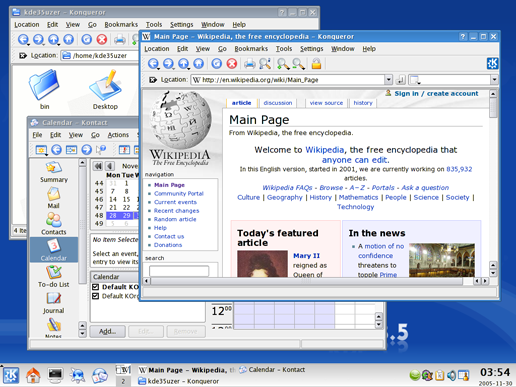 kde35uzer - Konqueror
Location Edit View Go Bookmarks Tools Settings Window Help
Location: /home/kde35uzer
bin
Desktop
Calendar - Kontact
File Edit View Go Actions
Summary
Mail
Contacts
Calendar
To-do List
Journal
Notes
Mon Tue
44 31 1
45 7 8
46 14 15
47 21 22
48 28 29
No Item Selected
Select an event,
entry to view its
Calendar
Default KOr
Default KO
Add...
Edit...
Remove
12 00
Main Page - Wikipedia, the free encyclopedia - Konqueror
Location Edit View Go Bookmarks Tools Settings Window Help
Location: http://en.wikipedia.org/wiki/Main_Page
Sign in / create account
article discussion view source history
WIKIPEDIA
The Free Encyclopedia
navigation
Main Page
Community Portal
Current events
Recent changes
Random article
Help
Contact us
Donations
search
Main Page
From Wikipedia, the free encyclopedia.
Welcome to Wikipedia, the free encyclopedia that
anyone can edit.
In this English version, started in 2001, we are currently working on 835,932
articles.
Wikipedia FAQs - Browse - A-Z - Portals - Ask a question
Culture | Geography | History | Mathematics | People | Science | Society |
Technology
Today's featured
article
Mary II
reigned as
Queen of
In the news
A motion of no
confidence
threatens to
topple Prime
.5
2
Main Page - Wikipedia, th
Calendar - Kontact
kde35uzer - Konqueror
03:54
2005-11-30